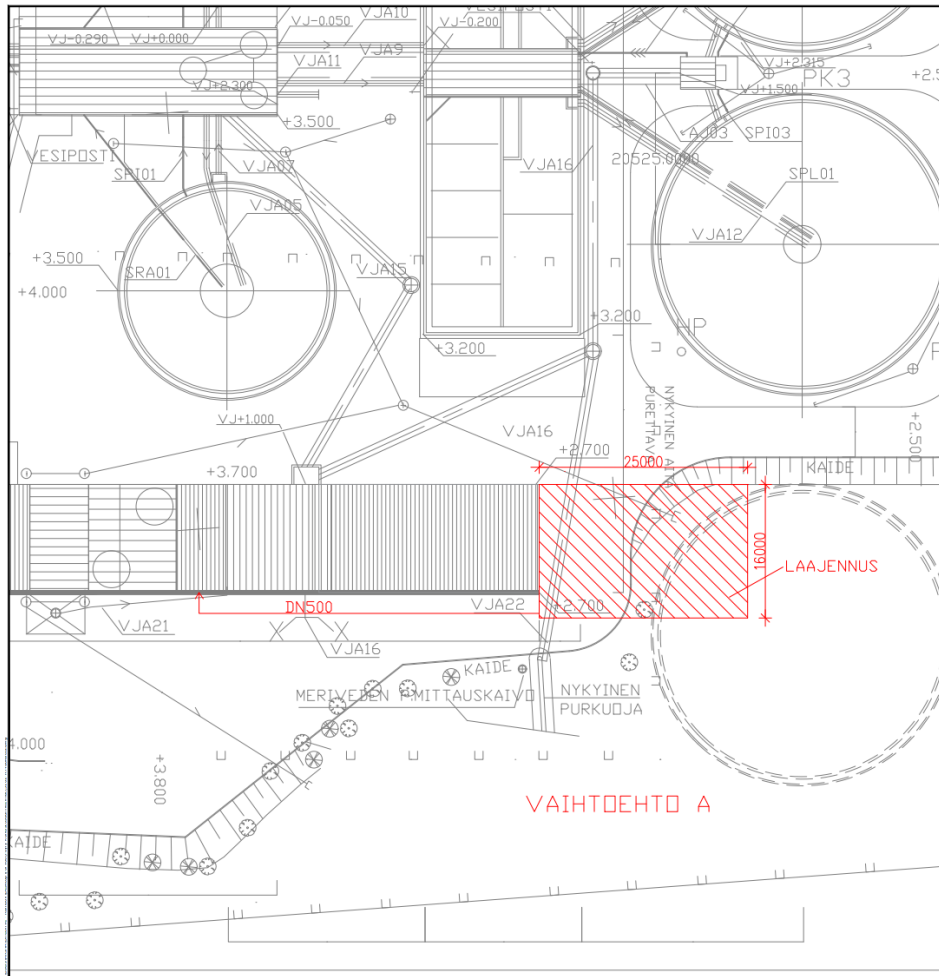 VJ-0.290
VJ+0.000
VJ-0.050
VJA10
VJ-0.200
VJA11
VJA9
VJ+2.300
VJ+2.315
VJ+1.500
PK3
+3.500
VESIPOSTI
SPI01
VJA07
VJA16
AJ03
SPI03
20525.0000
SPL01
VJA05
VJA12
+3.500
SRA01
VJA15
+4.000
+3.200
+3.200
HP
NYKYINEN AITA
PURETTAVA
VJ+1.000
VJA16
+2.700
+2.500
+3.700
25000
KAIDE
16000
LAAJENNUS
DN500
VJA22
+2.700
VJA21
VJA16
KAIDE
MERIVEDEN P.MITTAUSKAIVO
NYKYINEN
PURKUOJA
4.000
+3.800
VAIHTOEHTO A
KAIDE